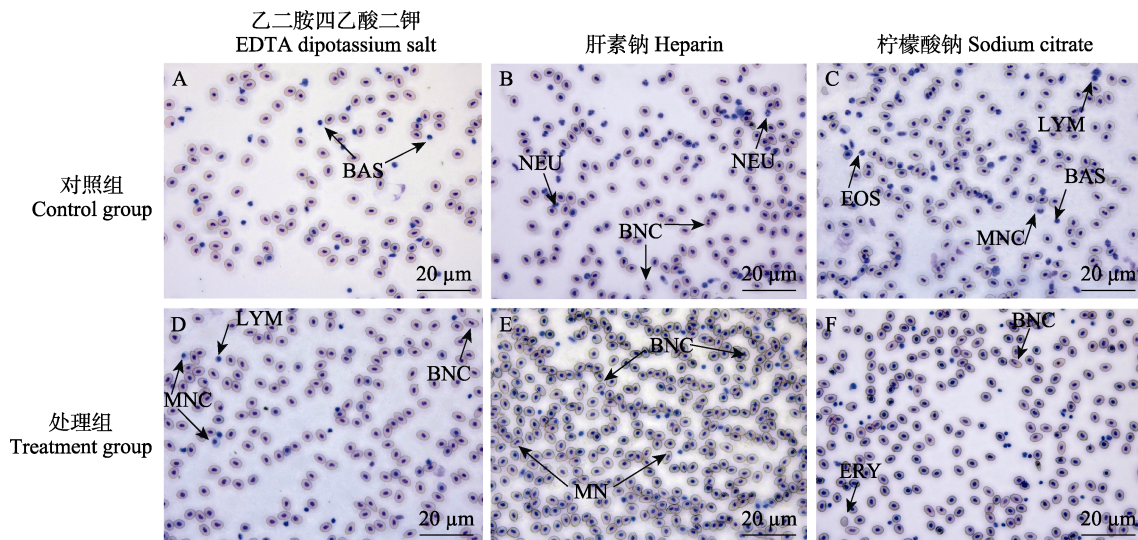 乙二胺四乙酸二钾
EDTA dipotassium salt
肝素钠 Heparin
柠檬酸钠 Sodium citrate
对照组
Control group
A
BAS
20 µm
B
NEU
NEU
BNC
20 µm
C
LYM
EOS
BAS
MNC
20 µm
处理组
Treatment group
D
LYM
MNC
BNC
20 µm
E
BNC
MN
20 µm
F
BNC
ERY
20 µm